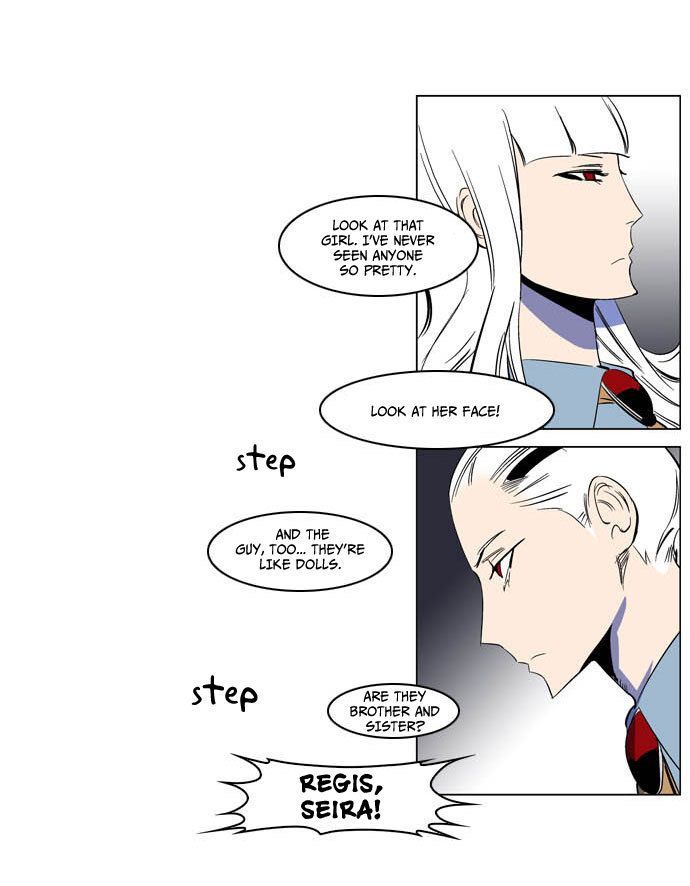 LOOK AT THAT
GIRL. I'VE NEVER
SEEN ANYONE
SO PRETTY.
LOOK AT HER FACE!
step
AND THE
GUY, TOO... THEY'RE
LIKE DOLLS.
step
ARE THEY
BROTHER AND
SISTER?
REGIS,
SEIRA!